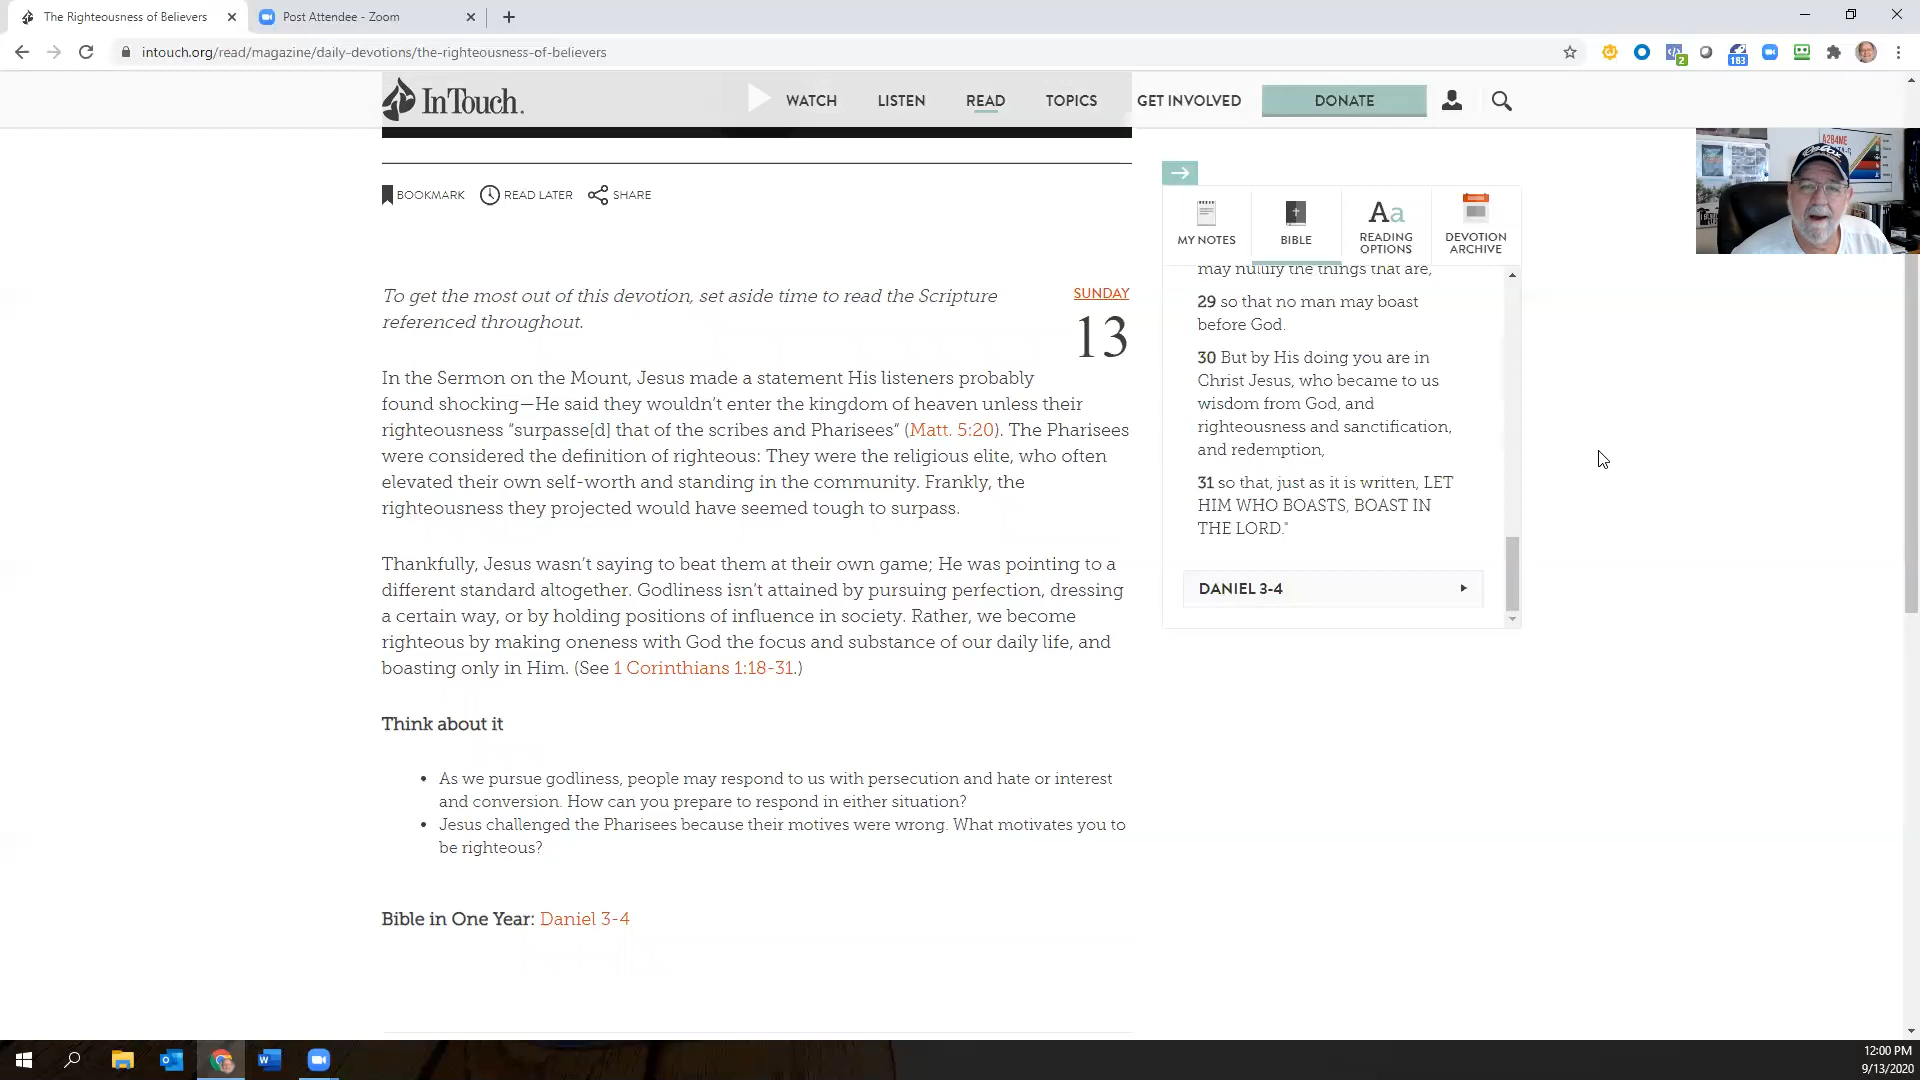 The Righteousness of Believers
Post Attendee - Zoom
intouch.org/read/magazine/daily-devotions/the-righteousness-of-believers
2
183
InTouch.
WATCH
LISTEN
READ
TOPICS
GET INVOLVED
DONATE
BOOKMARK
READ LATER
SHARE
To get the most out of this devotion, set aside time to read the Scripture
referenced throughout.
SUNDAY
13
In the Sermon on the Mount, Jesus made a statement His listeners probably
found shocking—He said they wouldn't enter the kingdom of heaven unless their
righteousness "surpasse[d] that of the scribes and Pharisees" (Matt. 5:20). The Pharisees
were considered the definition of righteous: They were the religious elite, who often
elevated their own self-worth and standing in the community. Frankly, the
righteousness they projected would have seemed tough to surpass.
Thankfully, Jesus wasn't saying to beat them at their own game; He was pointing to a
different standard altogether. Godliness isn't attained by pursuing perfection, dressing
a certain way, or by holding positions of influence in society. Rather, we become
righteous by making oneness with God the focus and substance of our daily life, and
boasting only in Him. (See 1 Corinthians 1:18-31.)
Think about it
• As we pursue godliness, people may respond to us with persecution and hate or interest
and conversion. How can you prepare to respond in either situation?
• Jesus challenged the Pharisees because their motives were wrong. What motivates you to
be righteous?
Bible in One Year: Daniel 3-4
MY NOTES
BIBLE
Aa
READING
OPTIONS
DEVOTION
ARCHIVE
may nullify the things that are,
29 so that no man may boast
before God.
30 But by His doing you are in
Christ Jesus, who became to us
wisdom from God, and
righteousness and sanctification,
and redemption,
31 so that, just as it is written, LET
HIM WHO BOASTS, BOAST IN
THE LORD."
DANIEL 3-4
12:00 PM
9/13/2020